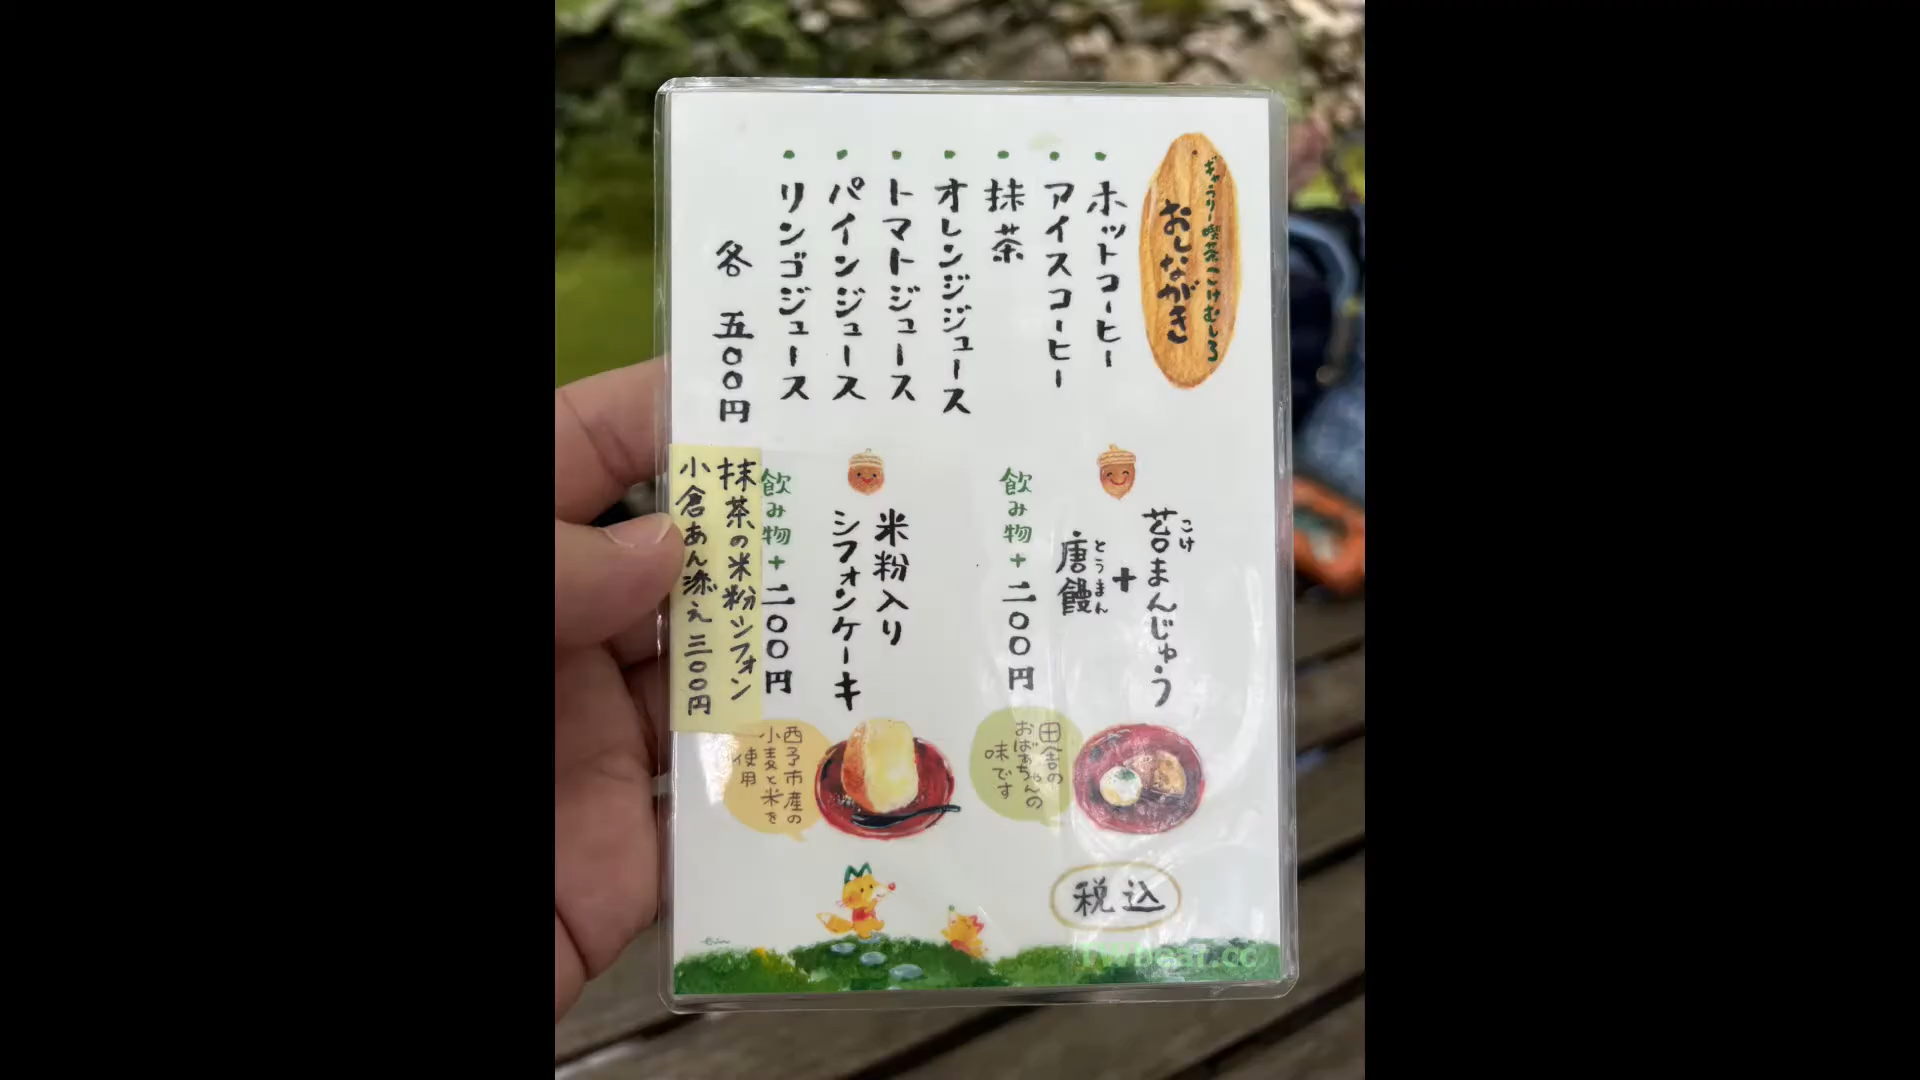 ギャラリー喫茶こけむしろ
おしながき
・ホットコーヒー
・アイスコーヒー
・抹茶
・オレンジジュース
・トマトジュース
・パインジュース
・リンゴジュース
各 五〇〇円
こけ
苔まんじゅう
+
とうまん
唐饅
飲み物+二〇〇円
米粉入り
シフォンケーキ
飲み物+二〇〇円
抹茶の米粉シフォン
小倉あん添え三〇〇円
田舎の
おばあちゃんの
味です
西予市産の
小麦と米を
使用
税込
TWbeat.cc